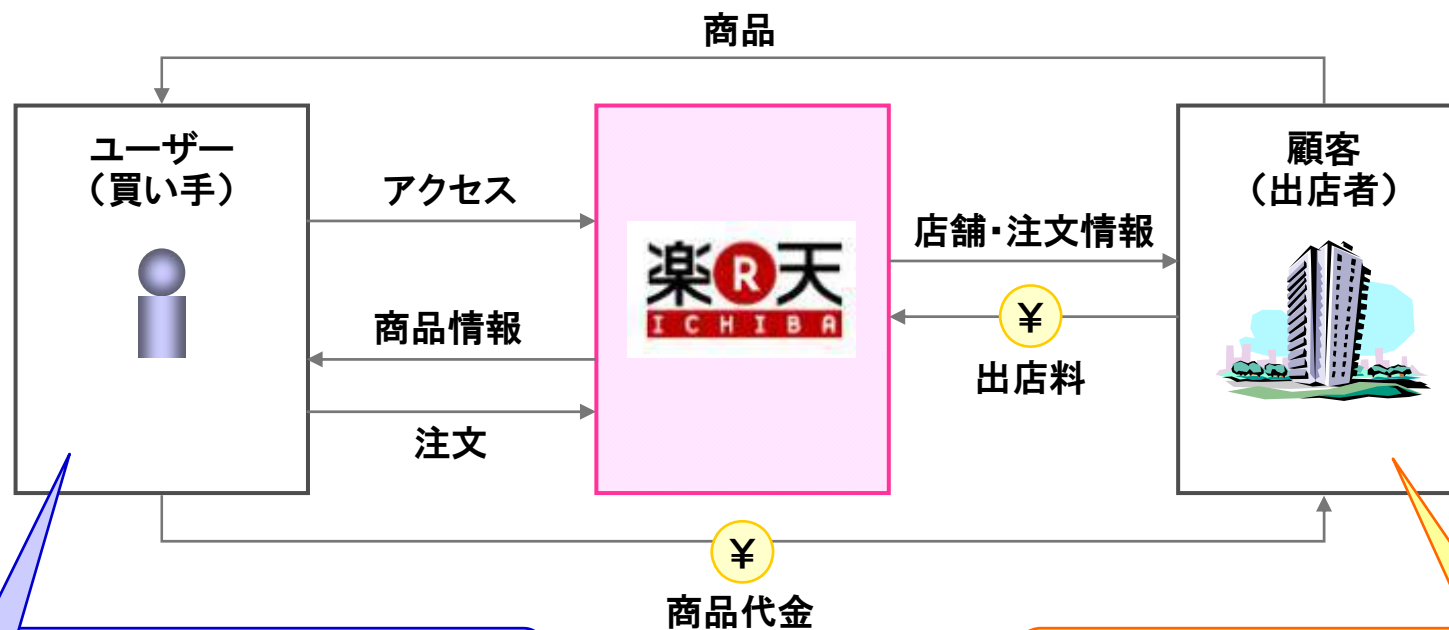 商品
ユーザー
（買い手）
アクセス
商品情報
注文
楽R天
ICHIBA
店舗・注文情報
¥
出店料
顧客
（出店者）
¥
商品代金